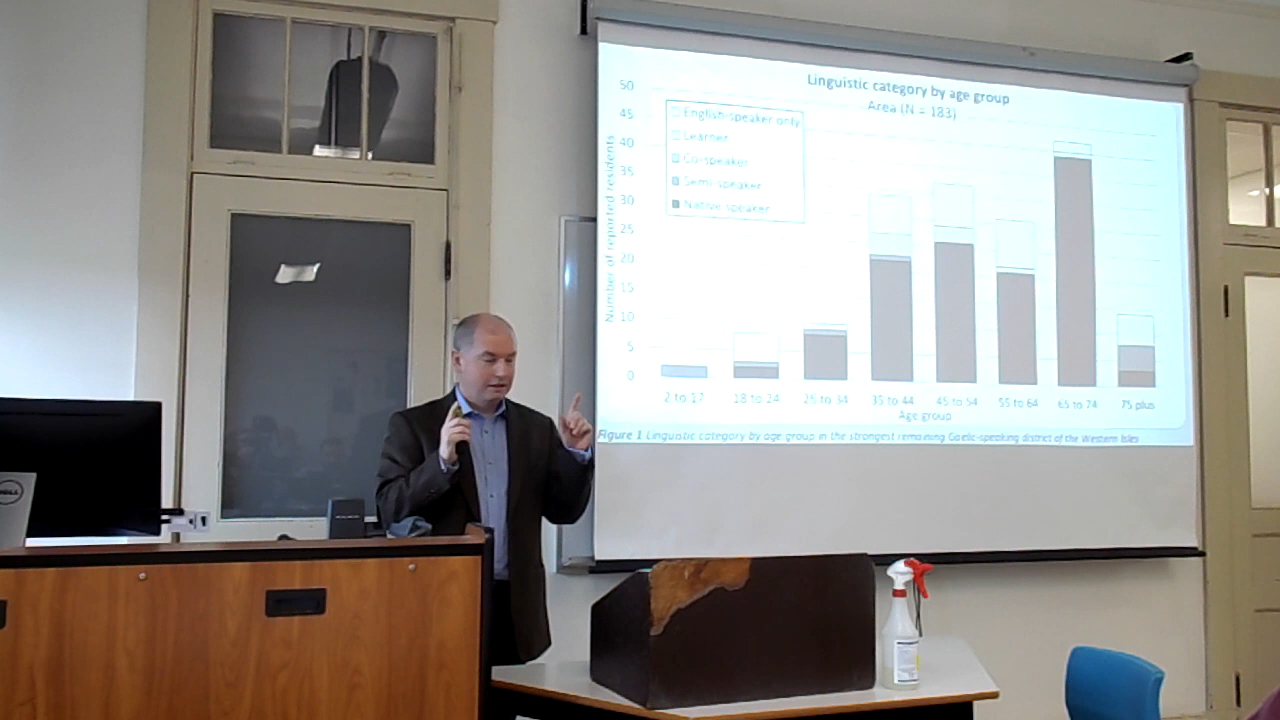 Linguistic category by age group
Area (N = 183)
50
45
40
35
30
25
20
15
10
5
0
Number of reported residents
English-speaker only
Learner
Co-speaker
Semi-speaker
Native-speaker
2 to 17
18 to 24
25 to 34
35 to 44
45 to 54
55 to 64
65 to 74
75 plus
Age group
Figure 1 Linguistic category by age group in the strongest remaining Gaelic-speaking district of the Western Isles
DELL